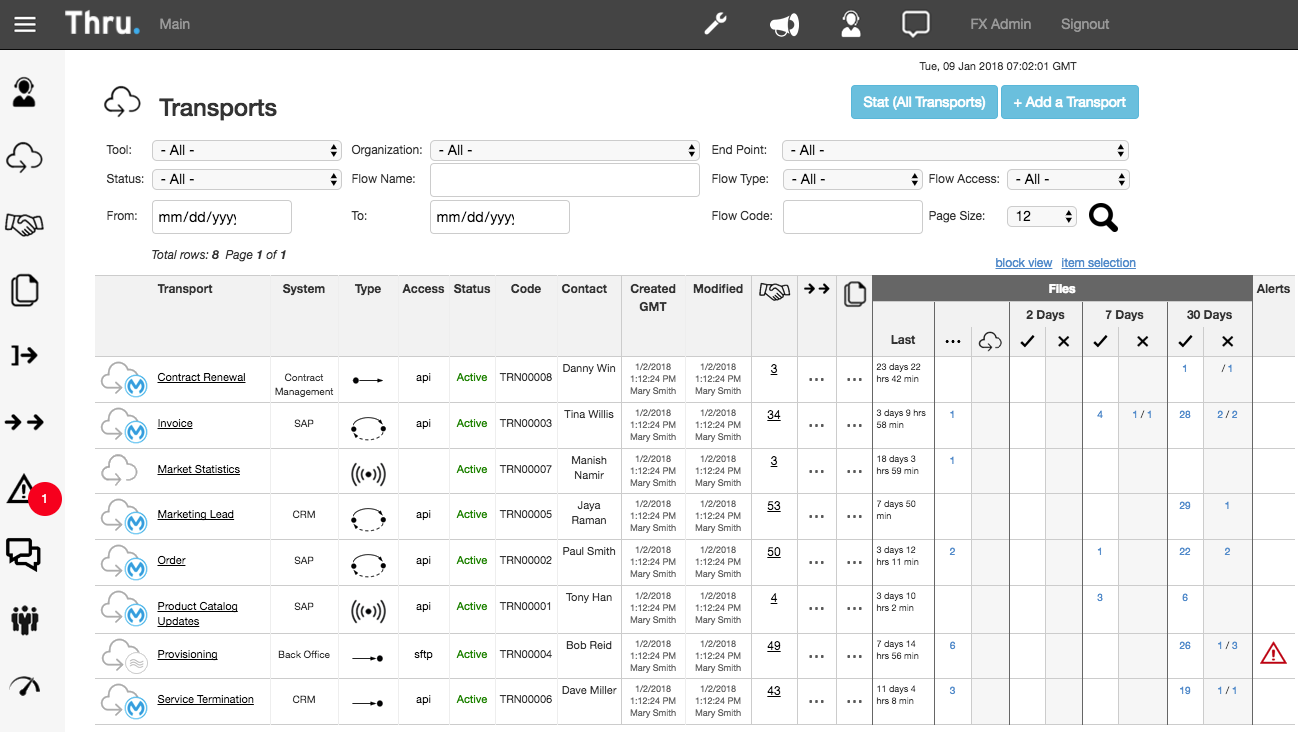 Thru. Main FX Admin Signout
Tue, 09 Jan 2018 07:02:01 GMT
Transports
Stat (All Transports) + Add a Transport
Tool: - All - Organization: - All - End Point: - All -
Status: - All - Flow Name: Flow Type: - All - Flow Access: - All -
From: mm/dd/yyyy To: mm/dd/yyyy Flow Code: Page Size: 12
Total rows: 8 Page 1 of 1
block view item selection
Transport System Type Access Status Code Contact Created GMT Modified Files Alerts
2 Days 7 Days 30 Days
Last ...
Contract Renewal Contract Management api Active TRN00008 Danny Win 1/2/2018 1:12:24 PM Mary Smith 1/2/2018 1:12:24 PM Mary Smith 3 ... ... 23 days 22 hrs 42 min 1 / 1
Invoice SAP api Active TRN00003 Tina Willis 1/2/2018 1:12:24 PM Mary Smith 1/2/2018 1:12:24 PM Mary Smith 34 ... ... 3 days 9 hrs 58 min 1 4 1 / 1 28 2 / 2
Market Statistics Active TRN00007 Manish Namir 1/2/2018 1:12:24 PM Mary Smith 1/2/2018 1:12:24 PM Mary Smith 3 ... ... 18 days 3 hrs 59 min 1
Marketing Lead CRM api Active TRN00005 Jaya Raman 1/2/2018 1:12:24 PM Mary Smith 1/2/2018 1:12:24 PM Mary Smith 53 ... ... 7 days 50 min 29 1
Order SAP api Active TRN00002 Paul Smith 1/2/2018 1:12:24 PM Mary Smith 1/2/2018 1:12:24 PM Mary Smith 50 ... ... 3 days 12 hrs 11 min 2 1 22 2
Product Catalog Updates SAP api Active TRN00001 Tony Han 1/2/2018 1:12:24 PM Mary Smith 1/2/2018 1:12:24 PM Mary Smith 4 ... ... 3 days 10 hrs 2 min 3 6
1
Provisioning Back Office sftp Active TRN00004 Bob Reid 1/2/2018 1:12:24 PM Mary Smith 1/2/2018 1:12:24 PM Mary Smith 49 ... ... 7 days 14 hrs 56 min 6 26 1 / 3
Service Termination CRM api Active TRN00006 Dave Miller 1/2/2018 1:12:24 PM Mary Smith 1/2/2018 1:12:24 PM Mary Smith 43 ... ... 11 days 4 hrs 8 min 3 19 1 / 1